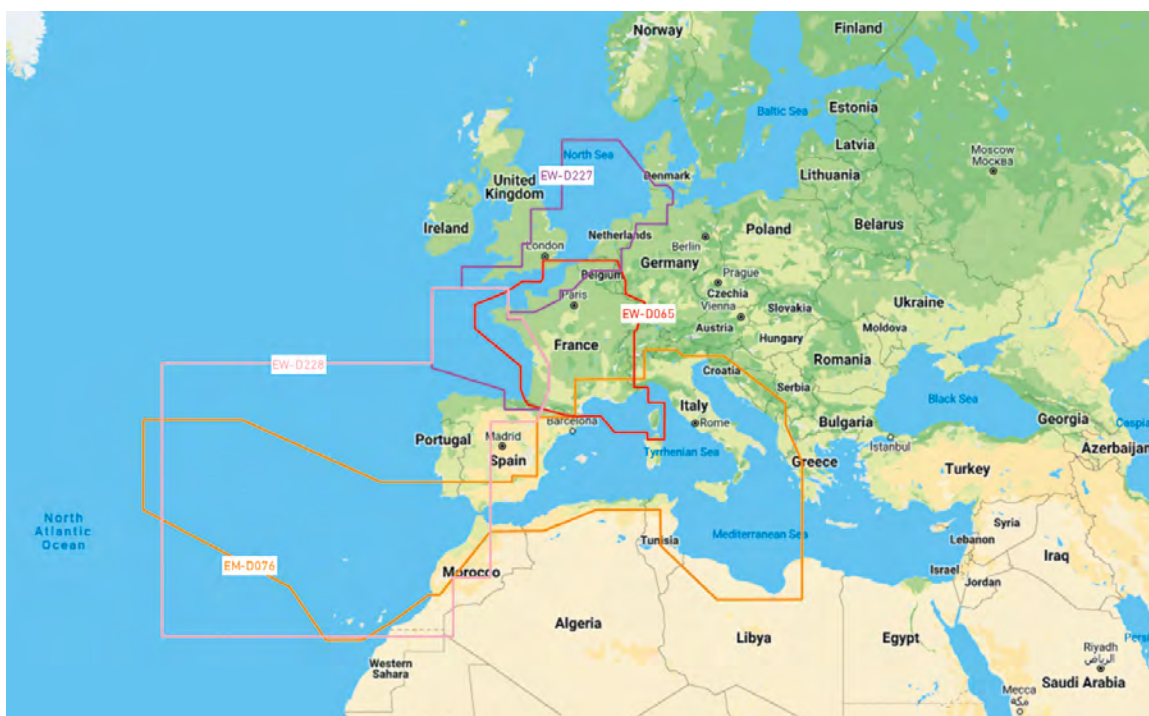 Norway
Finland
Estonia
Baltic Sea
Latvia
Moscow
Москва
North Sea
Lithuania
EW-D227
Denmark
United
Kingdom
Belarus
Ireland
Netherlands
Poland
London
Berlin
Germany
Belgium
Prague
Czechia
Paris
Ukraine
EW-D065
Vienna
Slovakia
Austria
Moldova
Hungary
France
Romania
EW-D228
Croatia
Serbia
Black Sea
Italy
Bulgaria
Georgia
Caspia
Barcelona
Rome
Portugal
Madrid
Istanbul
Azerbaijan
Tyrrhenian Sea
Spain
Greece
Turkey
North
Atlantic
Ocean
Syria
Mediterranean Sea
Lebanon
Tunisia
Iraq
EM-D076
Morocco
Israel
Jordan
Algeria
Libya
Egypt
Persi
Western
Sahara
Riyadh
الرياض
Mecca
مكة
Saudi Arabia